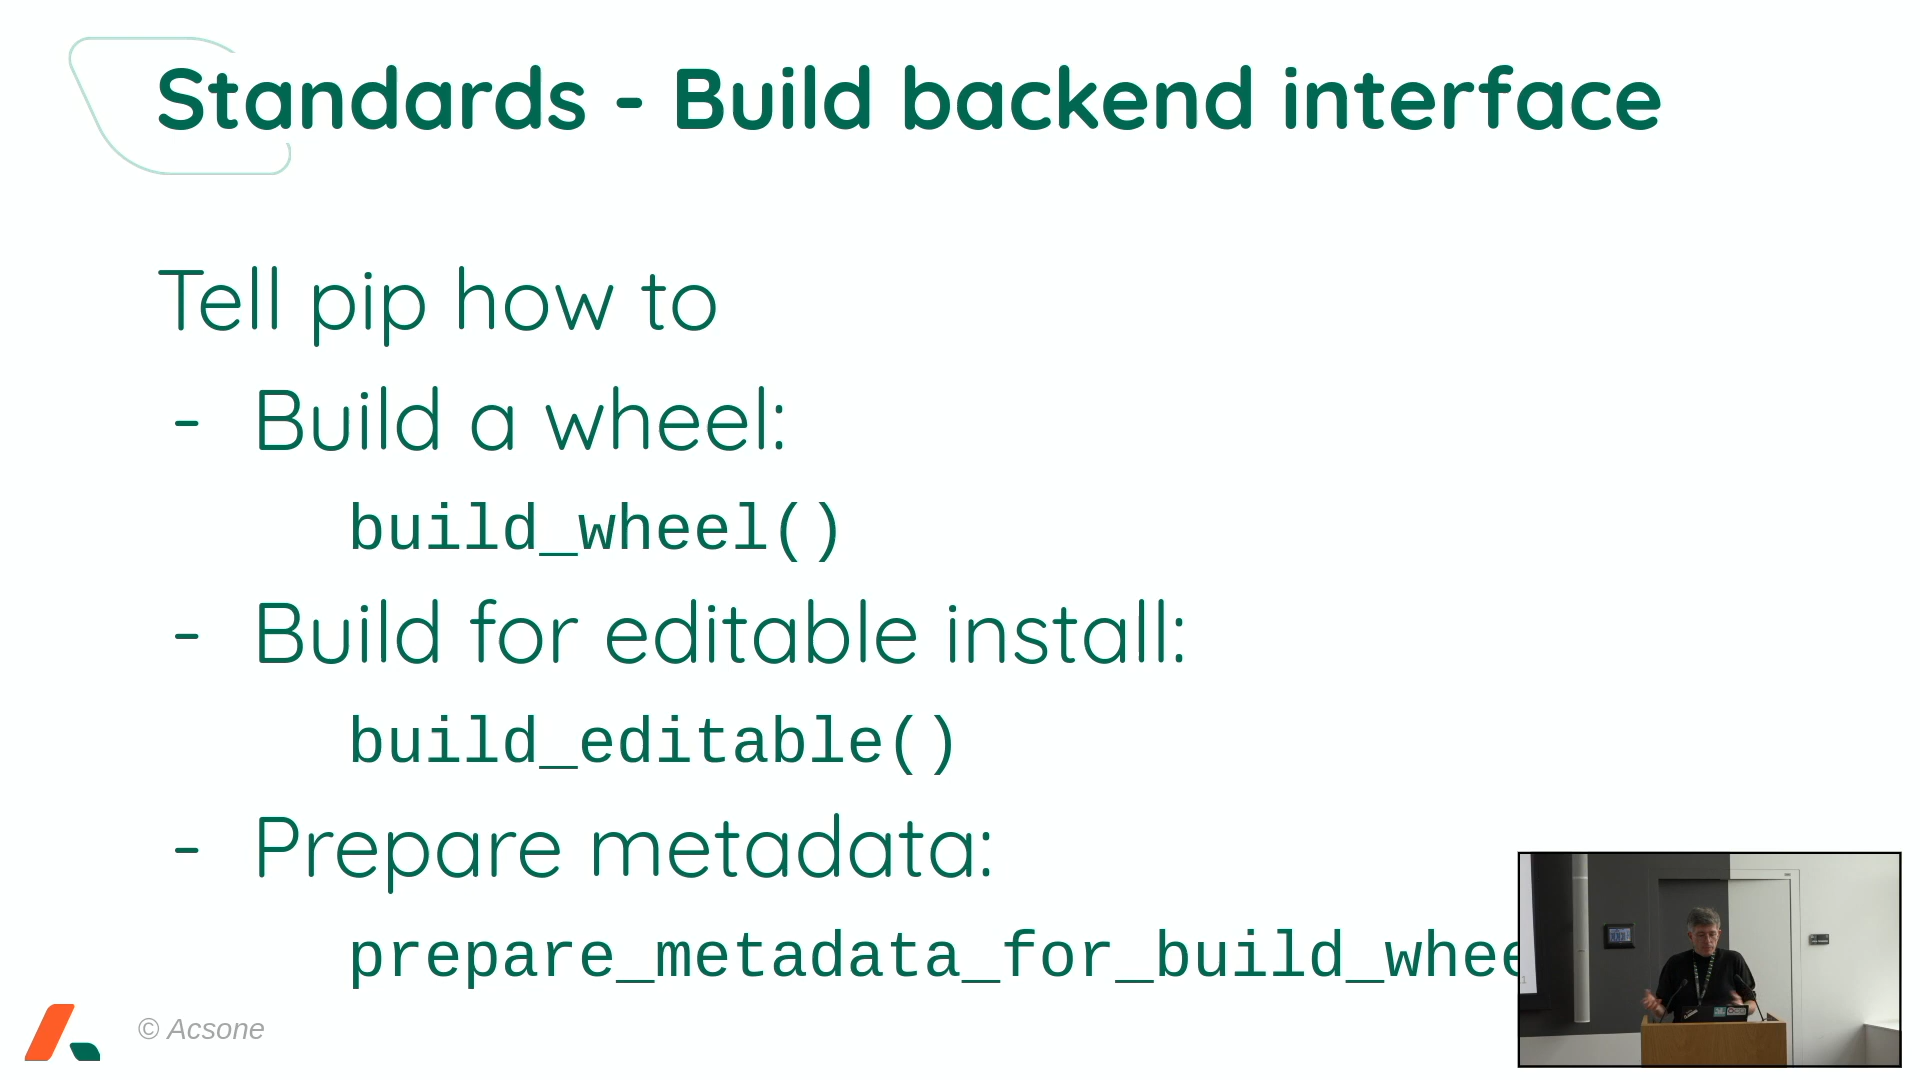 Standards - Build backend interface
Tell pip how to
- Build a wheel:
build_wheel()
- Build for editable install:
build_editable()
- Prepare metadata:
prepare_metadata_for_build_whee
© Acsone